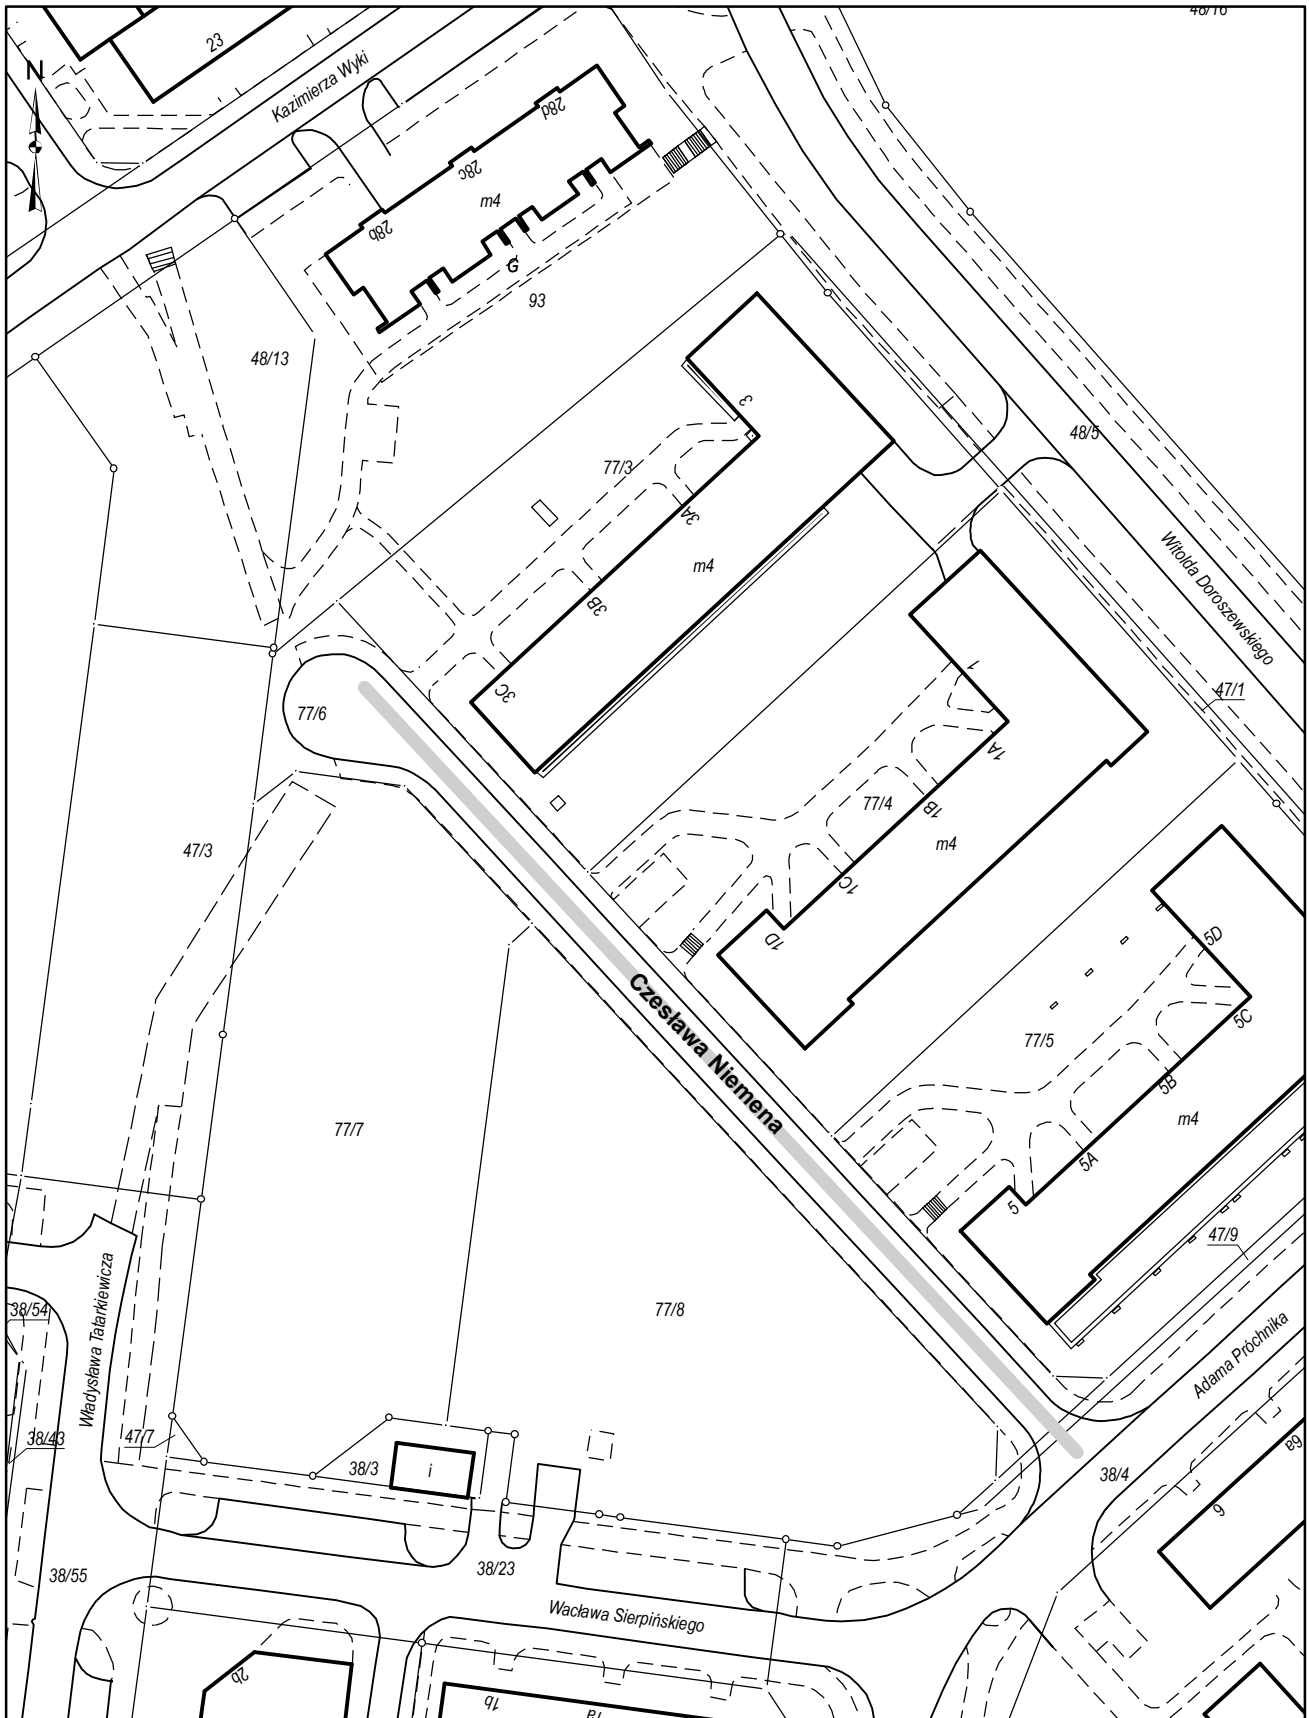 48/16
23
N
Kazimierza Wyki
28d
28c
m4
28b
G
93
48/13
3
48/5
77/3
3A
m4
Witolda Doroszewskiego
3B
3C
1
47/1
77/6
1A
77/4
1B
m4
47/3
1C
1D
5D
Czesława Niemena
5C
77/5
5B
m4
77/7
5A
5
47/9
Władysława Tatarkiewicza
38/54
77/8
Adama Próchnika
38/43
47/7
38/3
i
38/4
6a
6
38/23
38/55
Wacława Sierpińskiego
2b
1b
1a